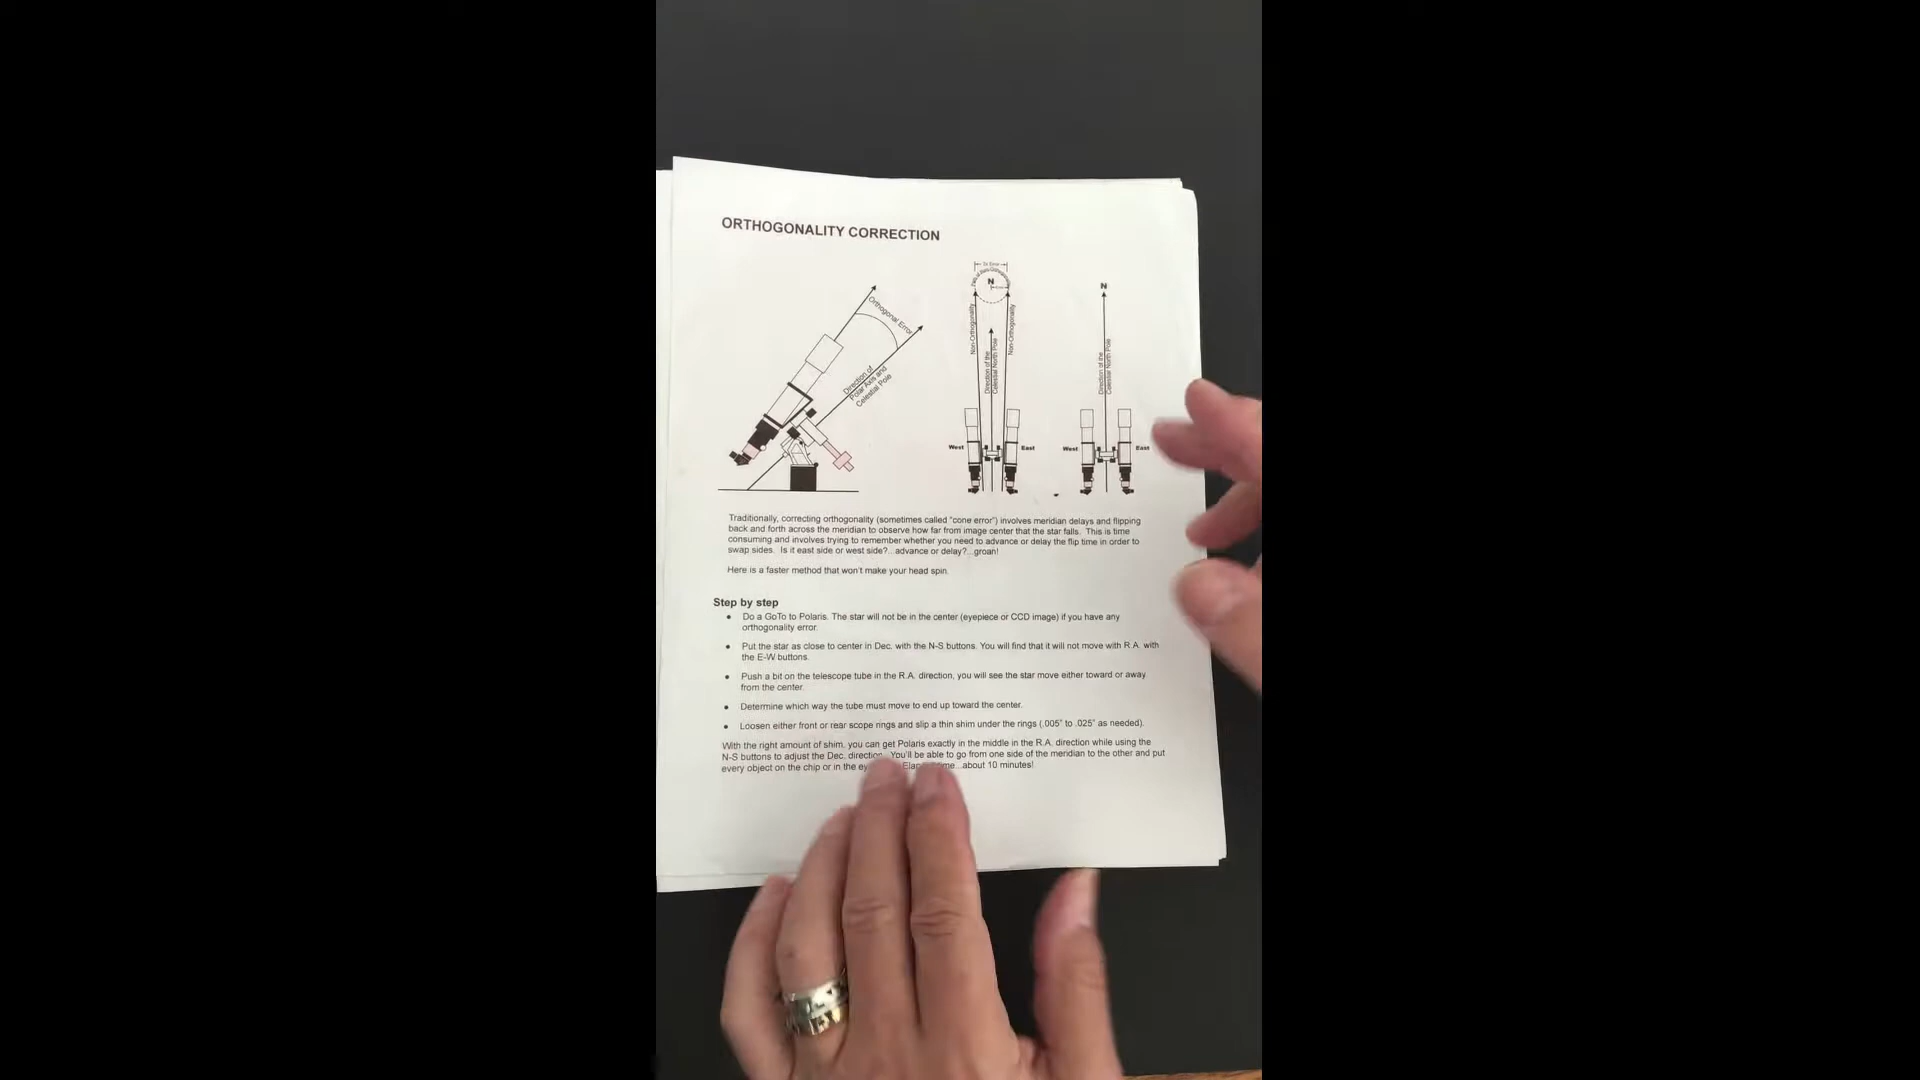 ORTHOGONALITY CORRECTION
Orthogonal Error
Direction of
Polar Axis and
Celestial Pole
2x Error
N
Non-Orthogonality
Direction of the
Celestial North Pole
Non-Orthogonality
West
East
N
Direction of the
Celestial North Pole
West
East
Traditionally, correcting orthogonality (sometimes called "cone error") involves meridian delays and flipping
back and forth across the meridian to observe how far from image center that the star falls. This is time
consuming and involves trying to remember whether you need to advance or delay the flip time in order to
swap sides. Is it east side or west side?...advance or delay?...groan!
Here is a faster method that won't make your head spin.
Step by step
• Do a GoTo to Polaris. The star will not be in the center (eyepiece or CCD image) if you have any
orthogonality error.
• Put the star as close to center in Dec. with the N-S buttons. You will find that it will not move with R.A. with
the E-W buttons.
• Push a bit on the telescope tube in the R.A. direction, you will see the star move either toward or away
from the center.
• Determine which way the tube must move to end up toward the center.
• Loosen either front or rear scope rings and slip a thin shim under the rings (.005" to .025" as needed).
With the right amount of shim, you can get Polaris exactly in the middle in the R.A. direction while using the
N-S buttons to adjust the Dec. direction. You'll be able to go from one side of the meridian to the other and put
every object on the chip or in the time...about 10 minutes!